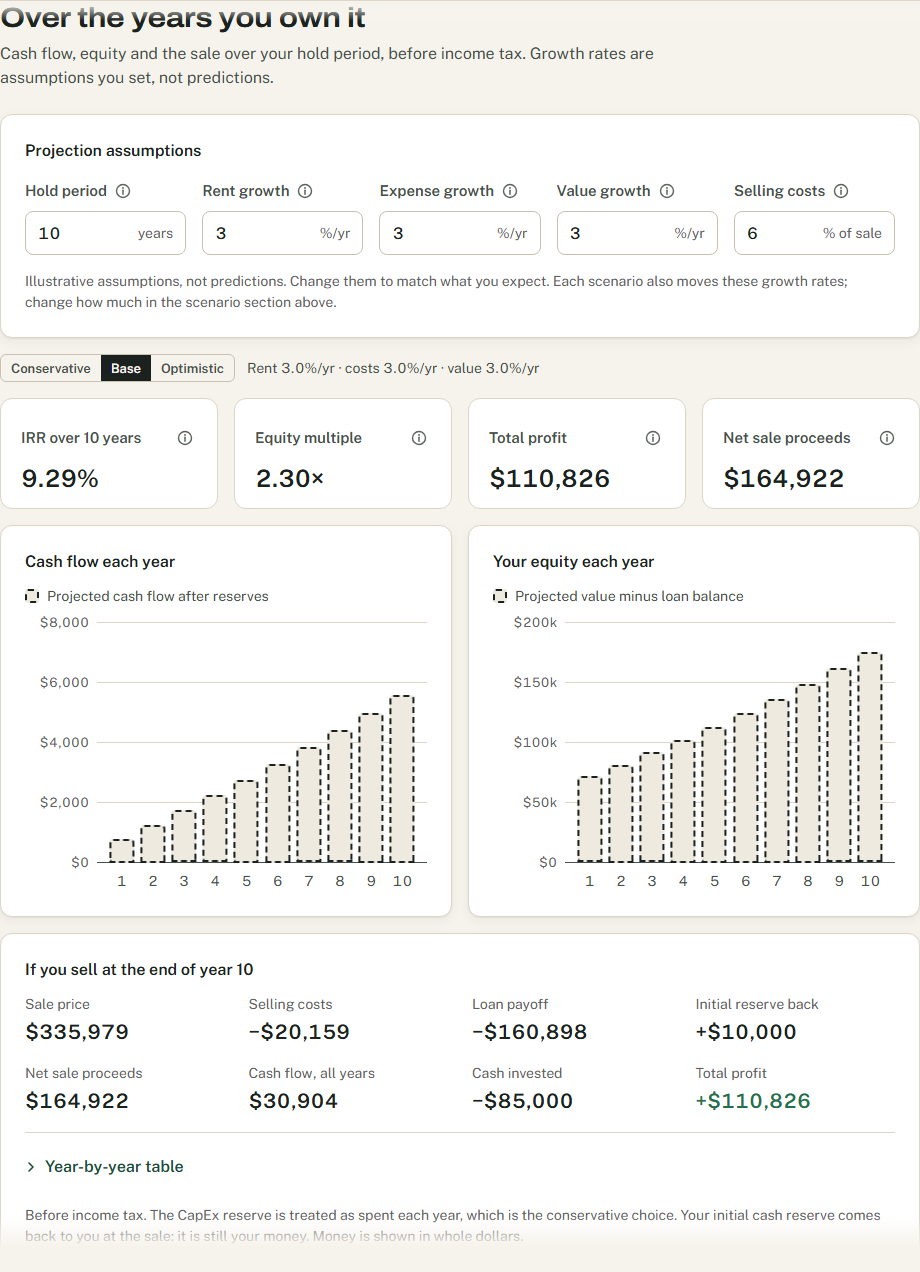 Over the years you own it
Cash flow, equity and the sale over your hold period, before income tax. Growth rates are
assumptions you set, not predictions.
Projection assumptions
Hold period Rent growth Expense growth Value growth Selling costs
10 years 3 %/yr 3 %/yr 3 %/yr 6 % of sale
Illustrative assumptions, not predictions. Change them to match what you expect. Each scenario also moves these growth rates;
change how much in the scenario section above.
Conservative Base Optimistic Rent 3.0%/yr · costs 3.0%/yr · value 3.0%/yr
IRR over 10 years
9.29%
Equity multiple
2.30×
Total profit
$110,826
Net sale proceeds
$164,922
Cash flow each year
Projected cash flow after reserves
$8,000
$6,000
$4,000
$2,000
$0
1 2 3 4 5 6 7 8 9 10
Your equity each year
Projected value minus loan balance
$200k
$150k
$100k
$50k
$0
1 2 3 4 5 6 7 8 9 10
If you sell at the end of year 10
Sale price Selling costs Loan payoff Initial reserve back
$335,979 −$20,159 −$160,898 +$10,000
Net sale proceeds Cash flow, all years Cash invested Total profit
$164,922 $30,904 −$85,000 +$110,826
Year-by-year table
Before income tax. The CapEx reserve is treated as spent each year, which is the conservative choice. Your initial cash reserve comes
back to you at the sale: it is still your money. Money is shown in whole dollars.